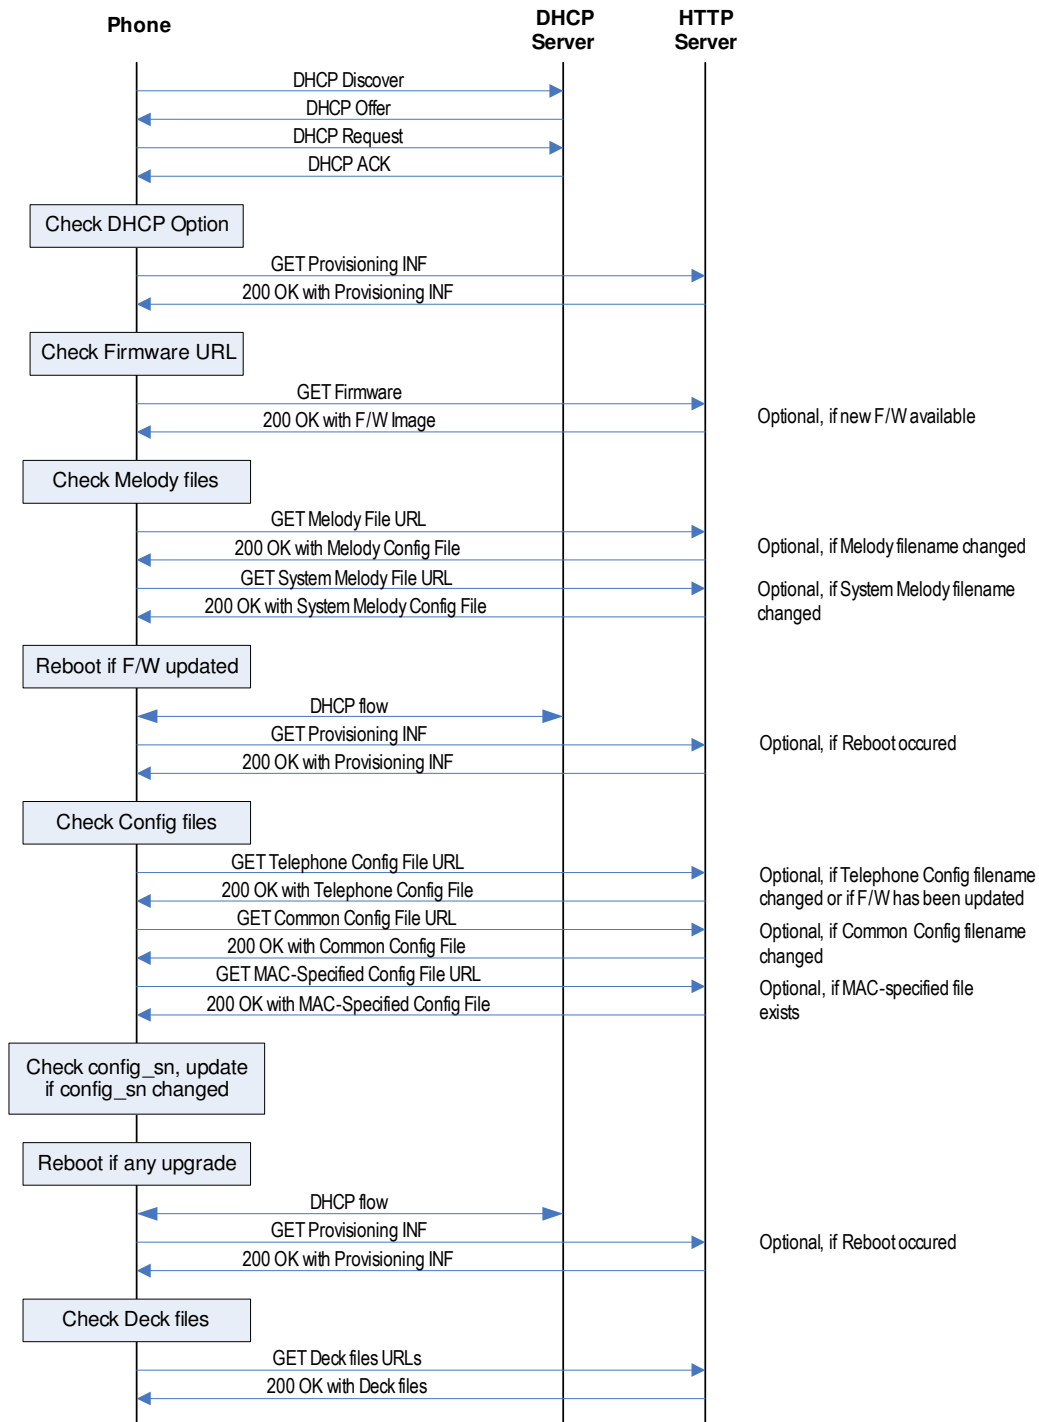 Phone
DHCP
Server
HTTP
Server
DHCP Discover
DHCP Offer
DHCP Request
DHCP ACK
Check DHCP Option
GET Provisioning INF
200 OK with Provisioning INF
Check Firmware URL
GET Firmware
200 OK with F/W Image
Optional, if new F/W available
Check Melody files
GET Melody File URL
200 OK with Melody Config File
Optional, if Melody filename changed
GET System Melody File URL
200 OK with System Melody Config File
Optional, if System Melody filename
changed
Reboot if F/W updated
DHCP flow
GET Provisioning INF
200 OK with Provisioning INF
Optional, if Reboot occured
Check Config files
GET Telephone Config File URL
200 OK with Telephone Config File
Optional, if Telephone Config filename
changed or if F/W has been updated
GET Common Config File URL
200 OK with Common Config File
Optional, if Common Config filename
changed
GET MAC-Specified Config File URL
200 OK with MAC-Specified Config File
Optional, if MAC-specified file
exists
Check config_sn, update
if config_sn changed
Reboot if any upgrade
DHCP flow
GET Provisioning INF
200 OK with Provisioning INF
Optional, if Reboot occured
Check Deck files
GET Deck files URLs
200 OK with Deck files